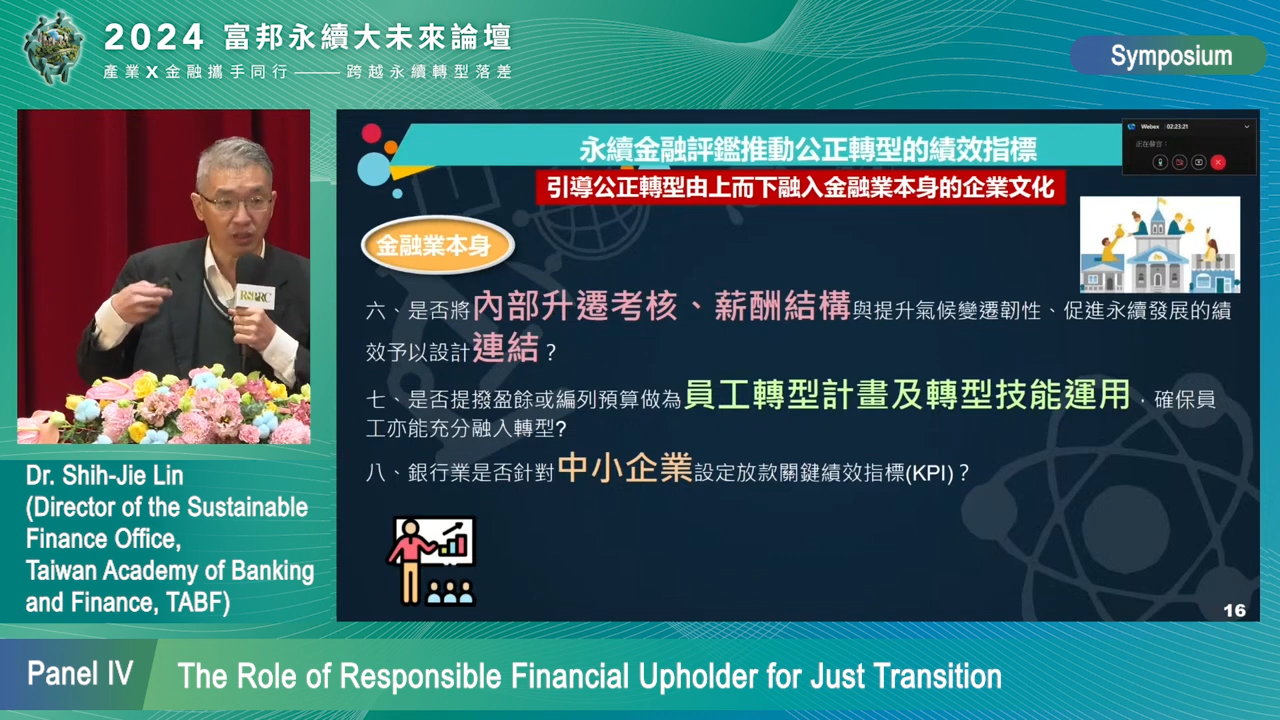 2024 富邦永續大未來論壇
產業X金融攜手同行——跨越永續轉型落差
Symposium
Webex 02:23:21
正在發言：
永續金融評鑑推動公正轉型的績效指標
引導公正轉型由上而下融入金融業本身的企業文化
金融業本身
六、是否將內部升遷考核、薪酬結構與提升氣候變遷韌性、促進永續發展的績
效予以設計連結？
七、是否提撥盈餘或編列預算做為員工轉型計畫及轉型技能運用，確保員
工亦能充分融入轉型?
八、銀行業是否針對中小企業設定放款關鍵績效指標(KPI)？
16
Dr. Shih-Jie Lin
(Director of the Sustainable
Finance Office,
Taiwan Academy of Banking
and Finance, TABF)
Panel IV
The Role of Responsible Financial Upholder for Just Transition